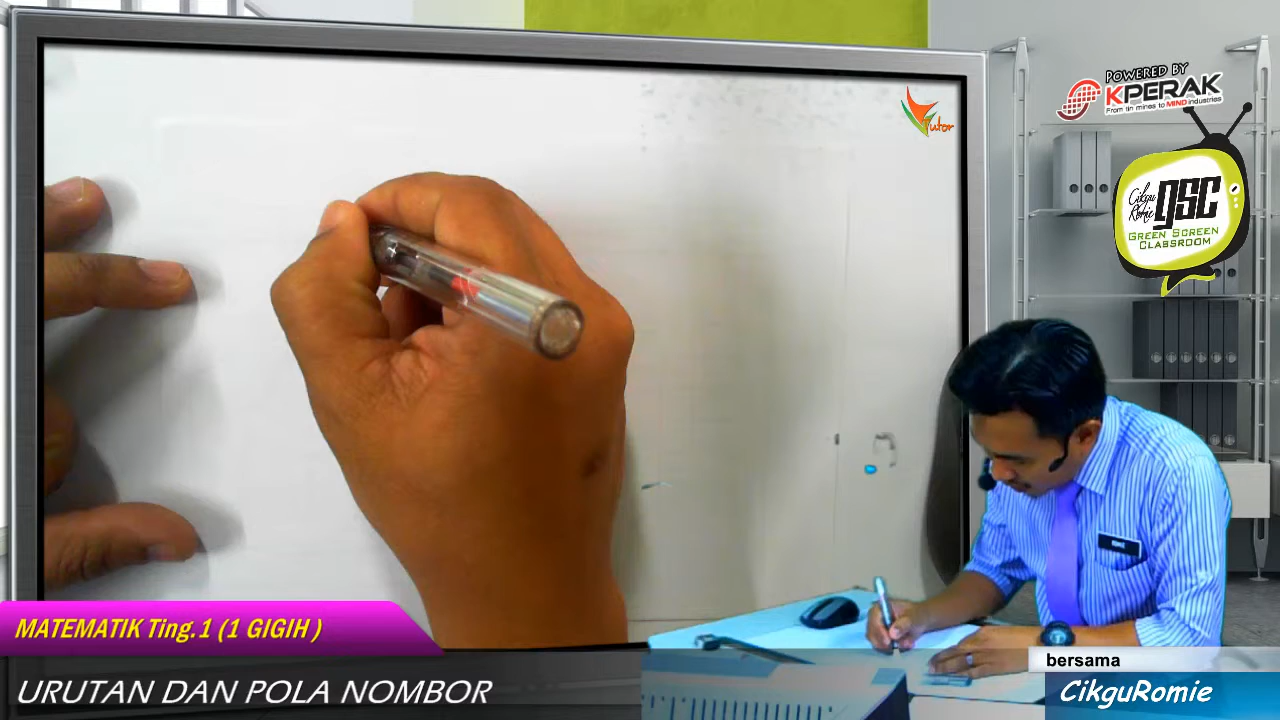 POWERED BY
KPERAK
From tin mines to MIND industries
Tutor
Cikgu
Romie
GSC
GREEN SCREEN
CLASSROOM
MATEMATIK Ting.1 (1 GIGIH )
URUTAN DAN POLA NOMBOR
bersama
CikguRomie